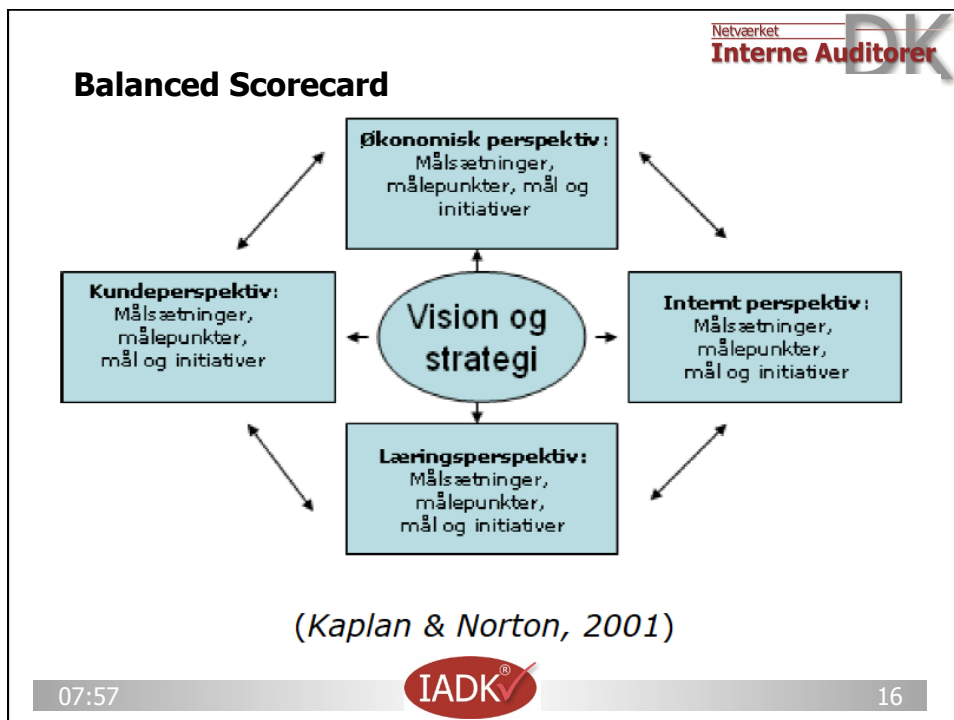 Netværket
Interne Auditorer
DK
Balanced Scorecard
Økonomisk perspektiv:
Målsætninger,
målepunkter, mål og
initiativer
Kundeperspektiv:
Målsætninger,
målepunkter,
mål og initiativer
Vision og
strategi
Internt perspektiv:
Målsætninger,
målepunkter,
mål og initiativer
Læringsperspektiv:
Målsætninger,
målepunkter,
mål og initiativer
(Kaplan & Norton, 2001)
07:57
IADK®
16